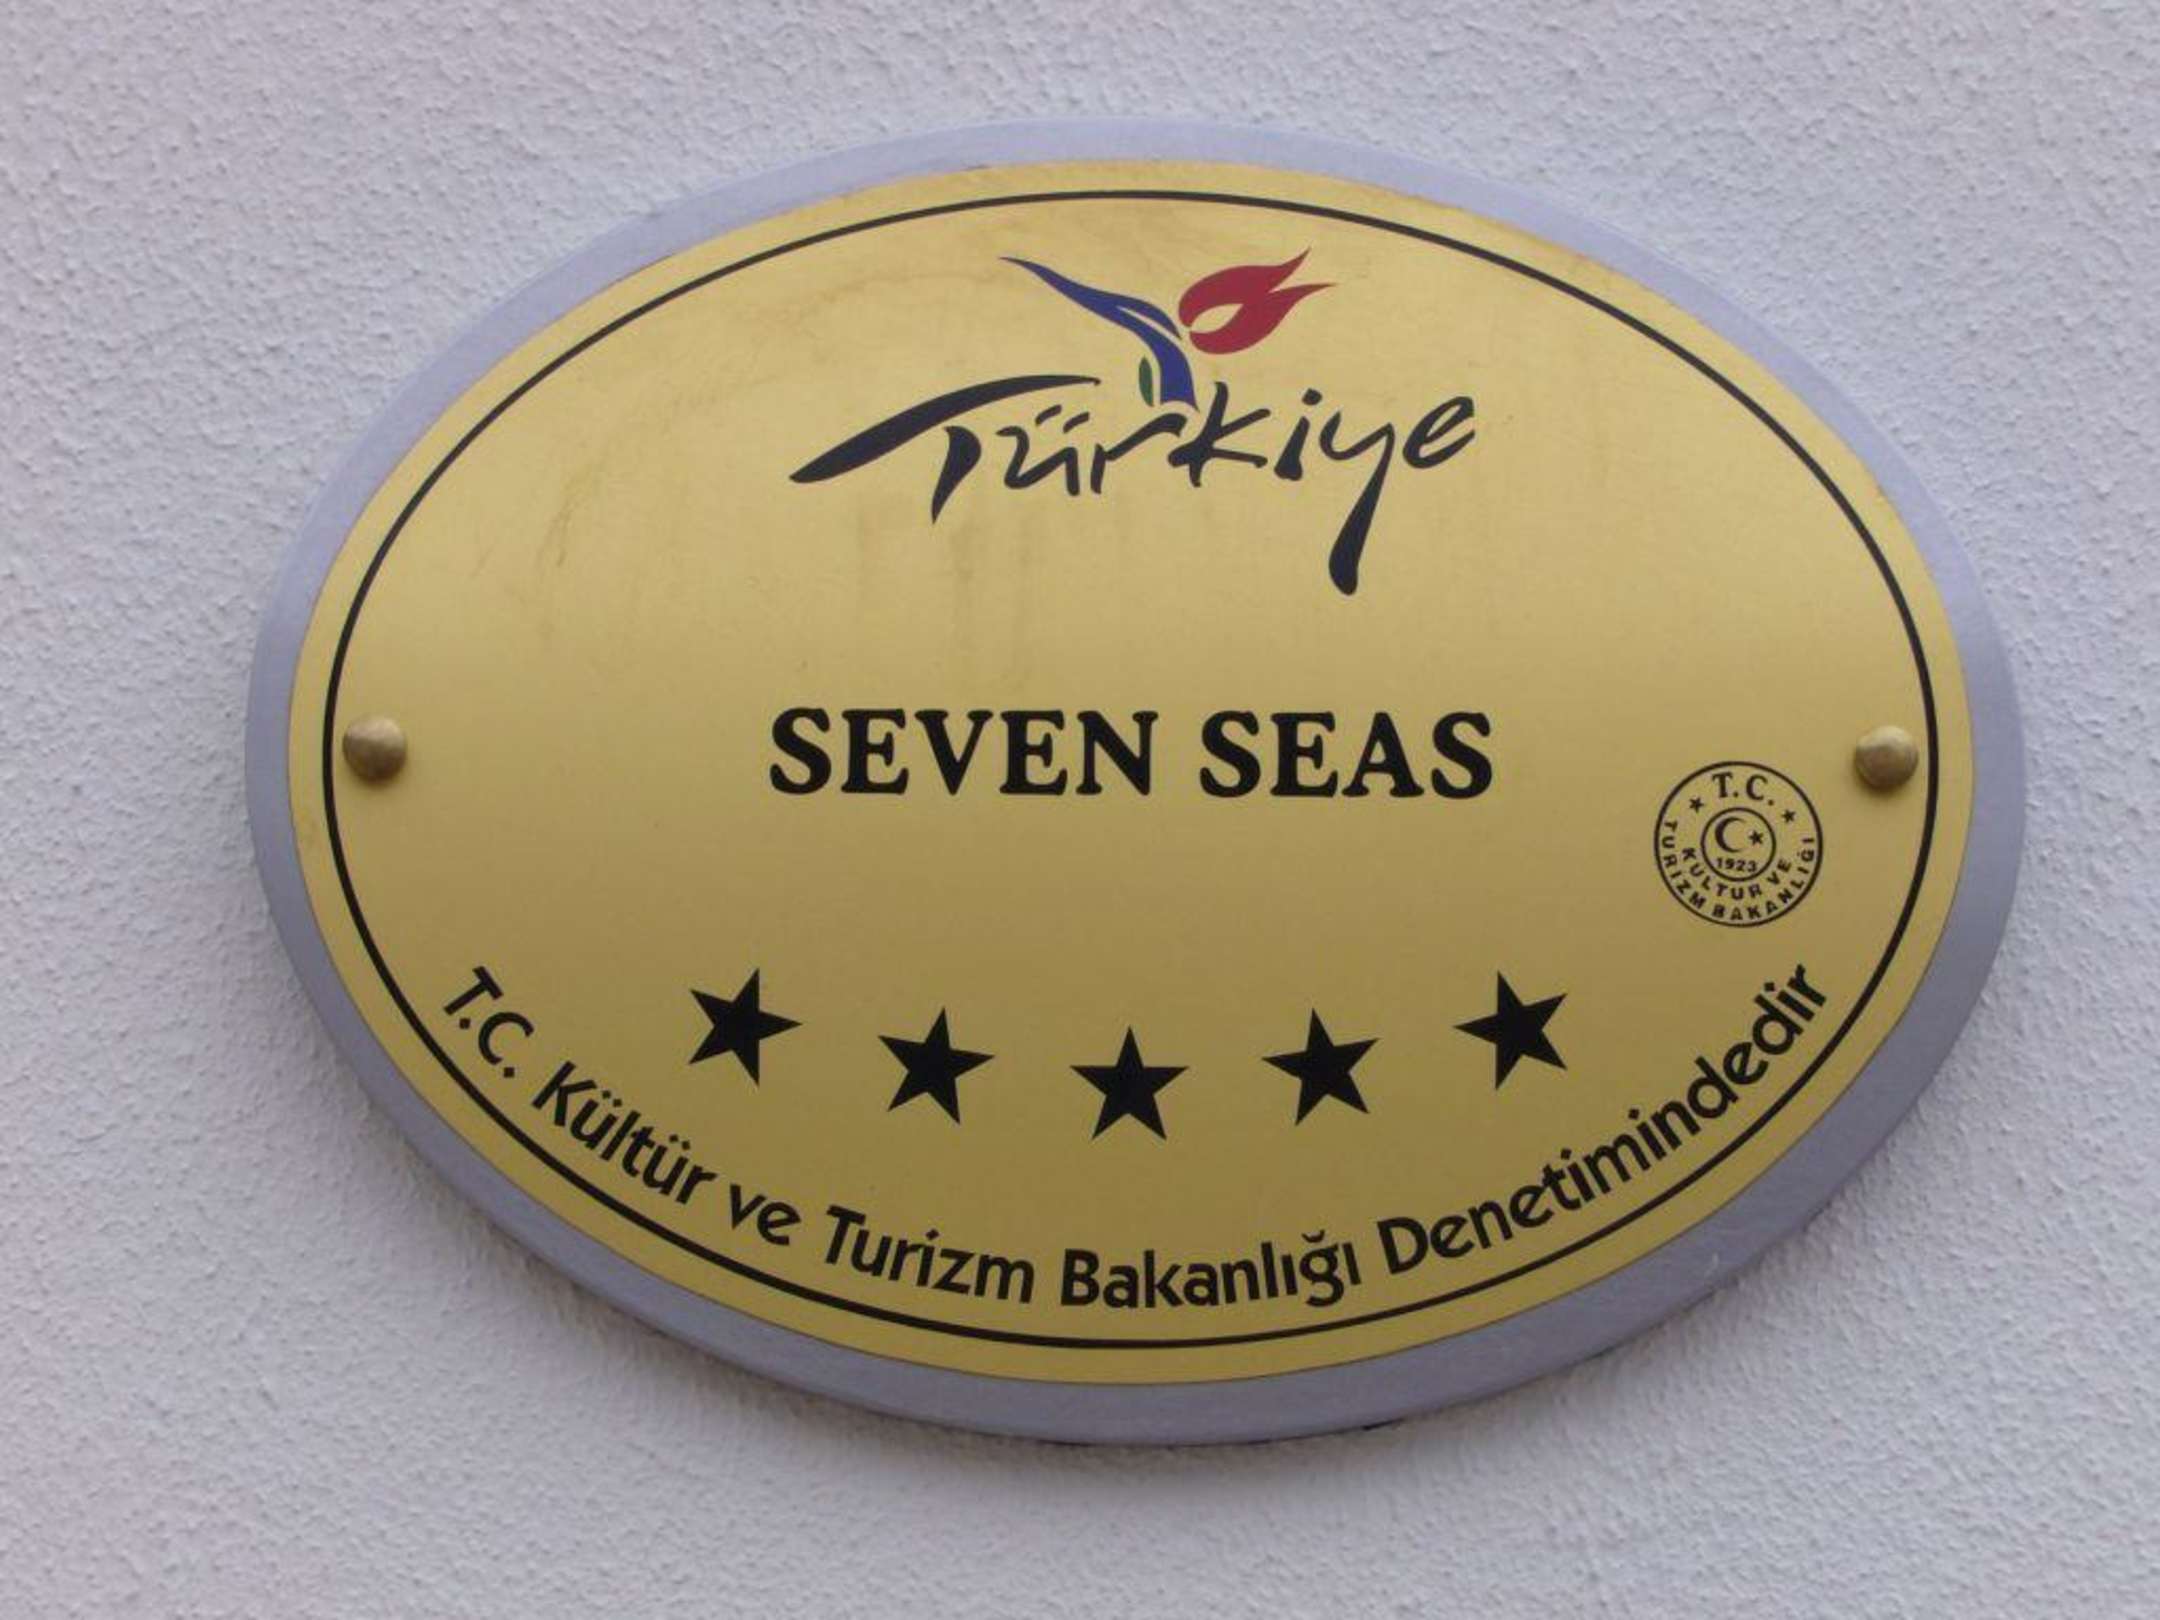 Türkiye
SEVEN SEAS
T.C.
1923
KÜLTÜR VE
TURİZM BAKANLIĞI
T.C. Kültür ve Turizm Bakanlığı Denetimindedir